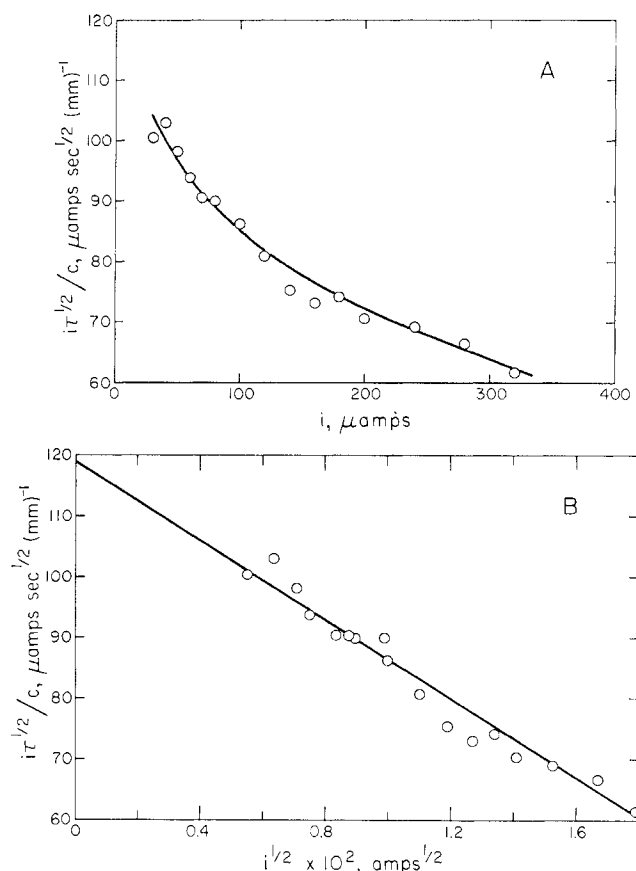 120
110
100
90
80
70
60
iτ^1/2/c, μamps sec^1/2 (mm)^-1
A
0 100 200 300 400
i, μamps
120
110
100
90
80
70
60
iτ^1/2/c, μamps sec^1/2 (mm)^-1
B
0 0.4 0.8 1.2 1.6
i^1/2 x 10^2, amps^1/2